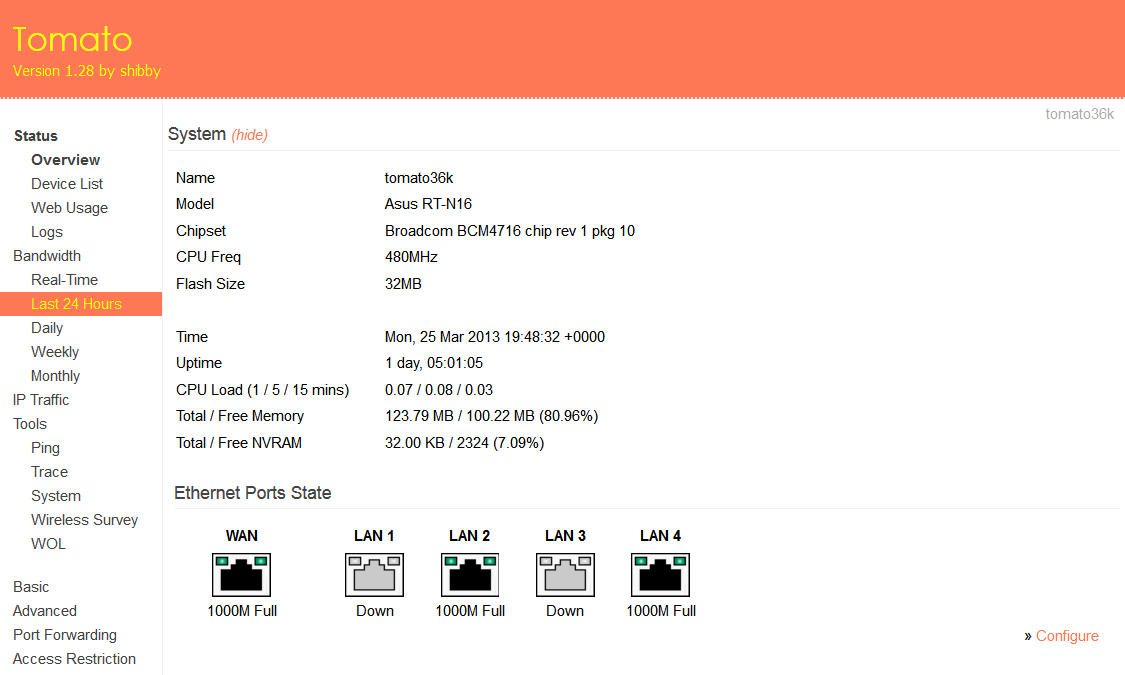 Tomato
Version 1.28 by shibby
tomato36k
Status
Overview
Device List
Web Usage
Logs
Bandwidth
Real-Time
Last 24 Hours
Daily
Weekly
Monthly
IP Traffic
Tools
Ping
Trace
System
Wireless Survey
WOL
Basic
Advanced
Port Forwarding
Access Restriction
System (hide)
Name tomato36k
Model Asus RT-N16
Chipset Broadcom BCM4716 chip rev 1 pkg 10
CPU Freq 480MHz
Flash Size 32MB
Time Mon, 25 Mar 2013 19:48:32 +0000
Uptime 1 day, 05:01:05
CPU Load (1 / 5 / 15 mins) 0.07 / 0.08 / 0.03
Total / Free Memory 123.79 MB / 100.22 MB (80.96%)
Total / Free NVRAM 32.00 KB / 2324 (7.09%)
Ethernet Ports State
WAN LAN 1 LAN 2 LAN 3 LAN 4
1000M Full Down 1000M Full Down 1000M Full
» Configure